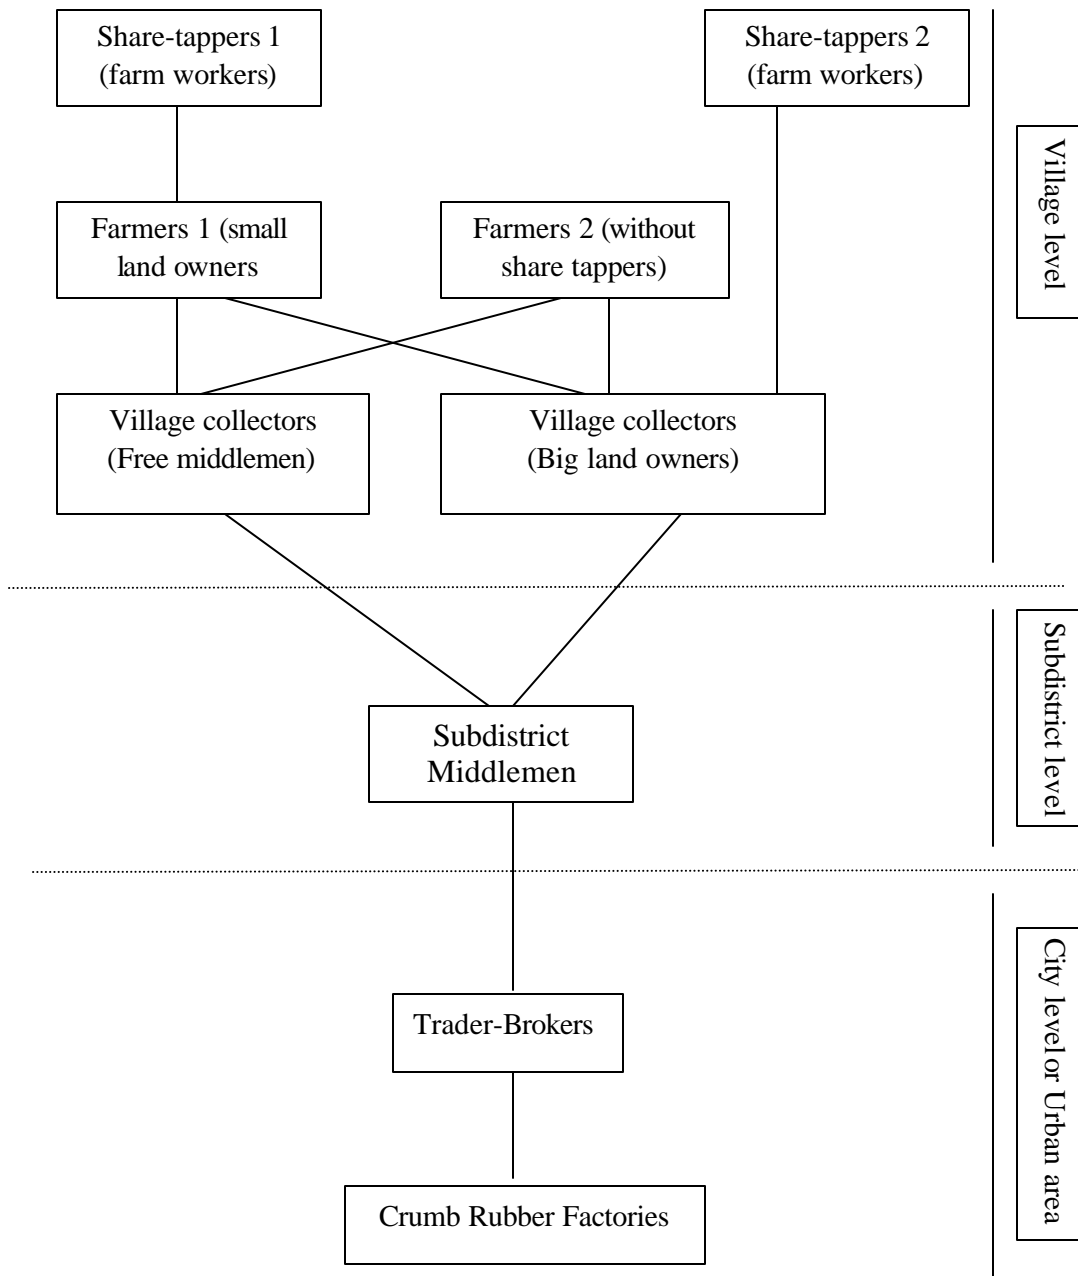 Share-tappers 1
(farm workers)
Share-tappers 2
(farm workers)
Village level
Farmers 1 (small
land owners
Farmers 2 (without
share tappers)
Village collectors
(Free middlemen)
Village collectors
(Big land owners)
Subdistrict level
Subdistrict
Middlemen
City level or Urban area
Trader-Brokers
Crumb Rubber Factories